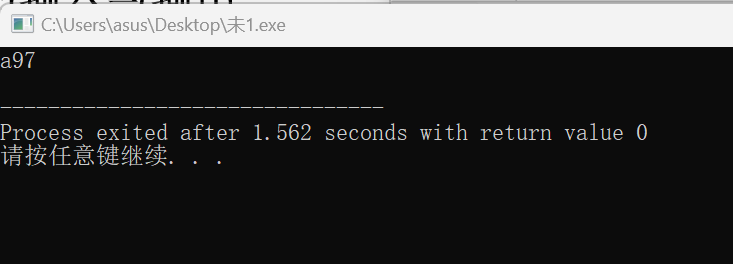 C:\Users\asus\Desktop\未1.exe
a97
--------------------------------
Process exited after 1.562 seconds with return value 0
请按任意键继续. . .